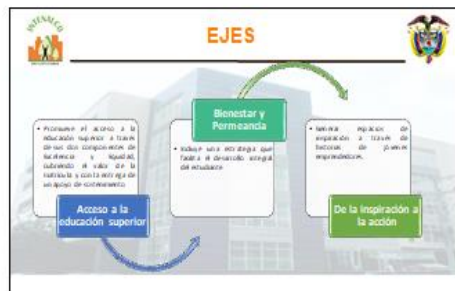 INTENALCO
EJES
• Promueve el acceso a la
educación superior a través
de sus dos componentes de
Excelencia y Equidad,
cubriendo el valor de la
matrícula y con la entrega de
un apoyo de sostenimiento
Acceso a la
educación superior
Bienestar y
Permeancia
• Incluye una estrategia que
facilita el desarrollo integral
del estudiante
• Generar espacios de
inspiración a través de
historias de jóvenes
emprendedores.
De la inspiración a
la acción